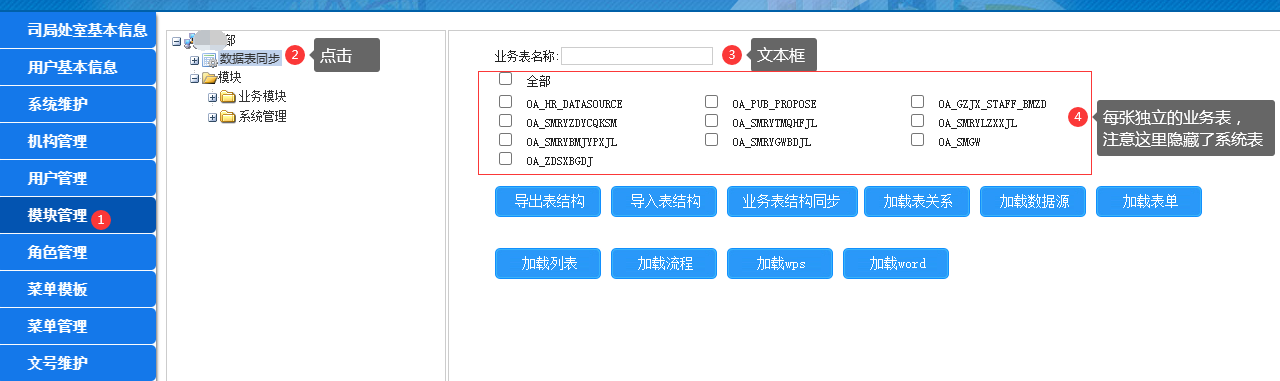 司局处室基本信息
用户基本信息
系统维护
机构管理
用户管理
模块管理 1
角色管理
菜单模板
菜单管理
文号维护
部
数据表同步 2 点击
模块
业务模块
系统管理
业务表名称: 3 文本框
全部
OA_HR_DATASOURCE OA_PUB_PROPOSE OA_GZJX_STAFF_BMZD
OA_SMRYZDYCQKSM OA_SMRYTMQHFJL OA_SMRYLZXXJL
OA_SMRYBMJYPXJL OA_SMRYGWBDJL OA_SMGW
OA_ZDSXBGDJ
4 每张独立的业务表，
注意这里隐藏了系统表
导出表结构 导入表结构 业务表结构同步 加载表关系 加载数据源 加载表单
加载列表 加载流程 加载wps 加载word